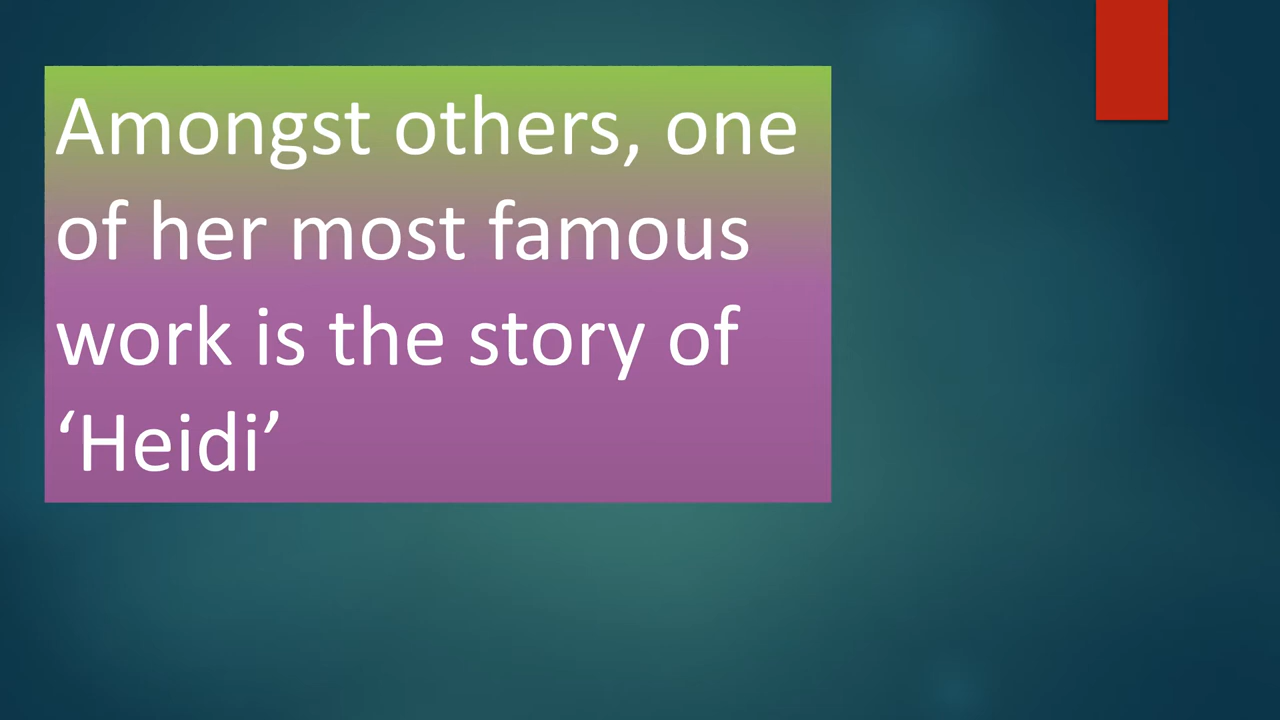 Amongst others, one
of her most famous
work is the story of
‘Heidi’